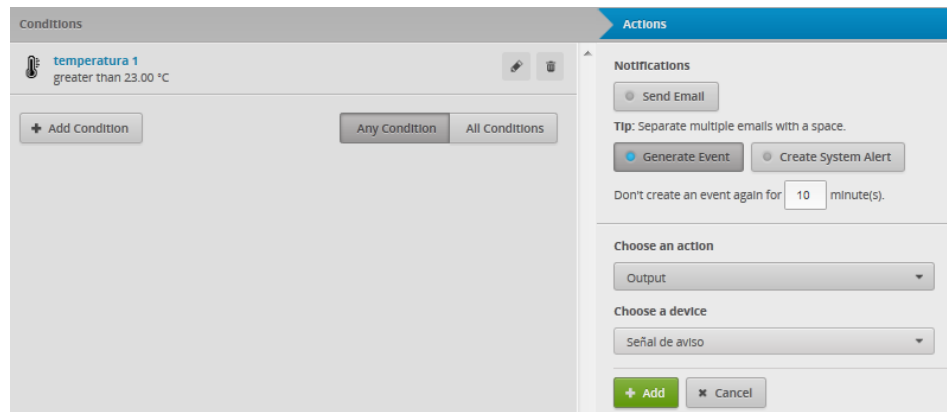 Conditions
temperatura 1
greater than 23.00 °C
Add Condition
Any Condition
All Conditions
Actions
Notifications
Send Email
Tip: Separate multiple emails with a space.
Generate Event
Create System Alert
Don't create an event again for 10 minute(s).
Choose an action
Output
Choose a device
Señal de aviso
Add
Cancel